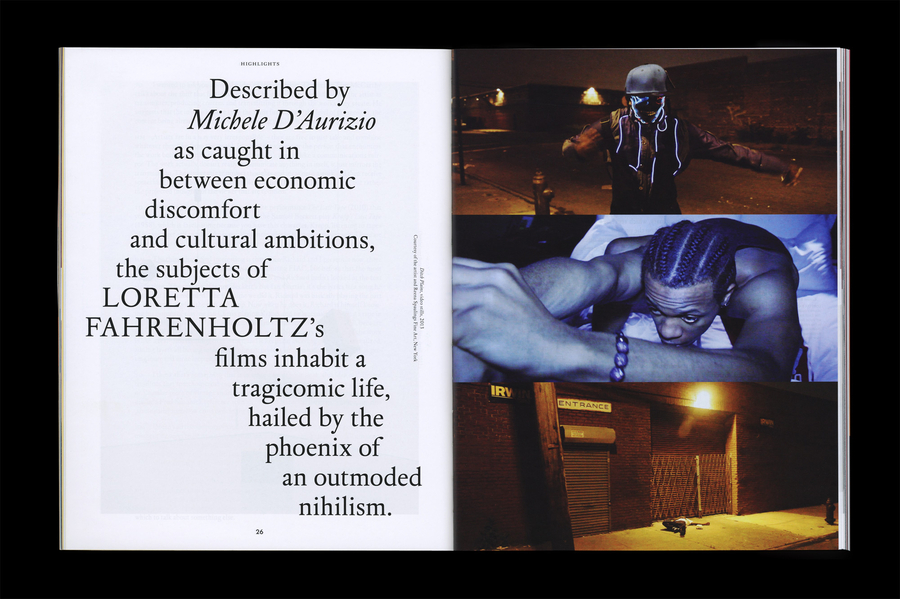 HIGHLIGHTS
Described by
Michele D'Aurizio
as caught in
between economic
discomfort
and cultural ambitions,
the subjects of
LORETTA
FAHRENHOLTZ's
films inhabit a
tragicomic life,
hailed by the
phoenix of
an outmoded
nihilism.
Ditch Plains, video stills, 2013
Courtesy of the artist and Reena Spaulings Fine Art, New York
26
IRW
ENTRANCE